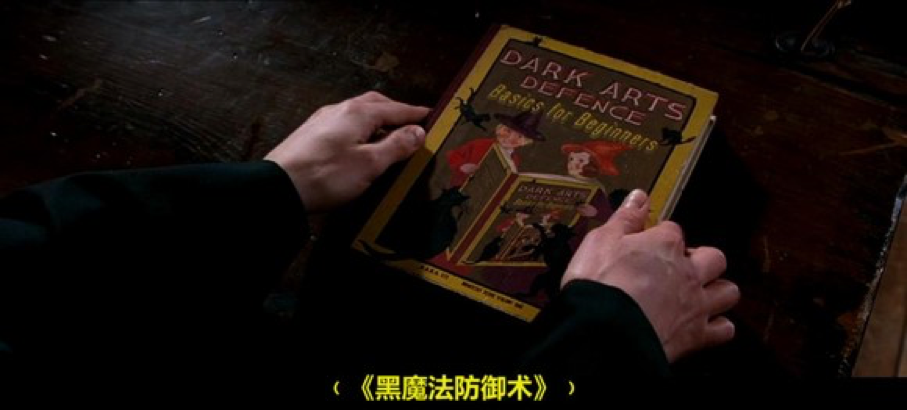 DARK ARTS
DEFENCE
Basics for Beginners
DARK ARTS
DEFENCE
(《黑魔法防御术》)